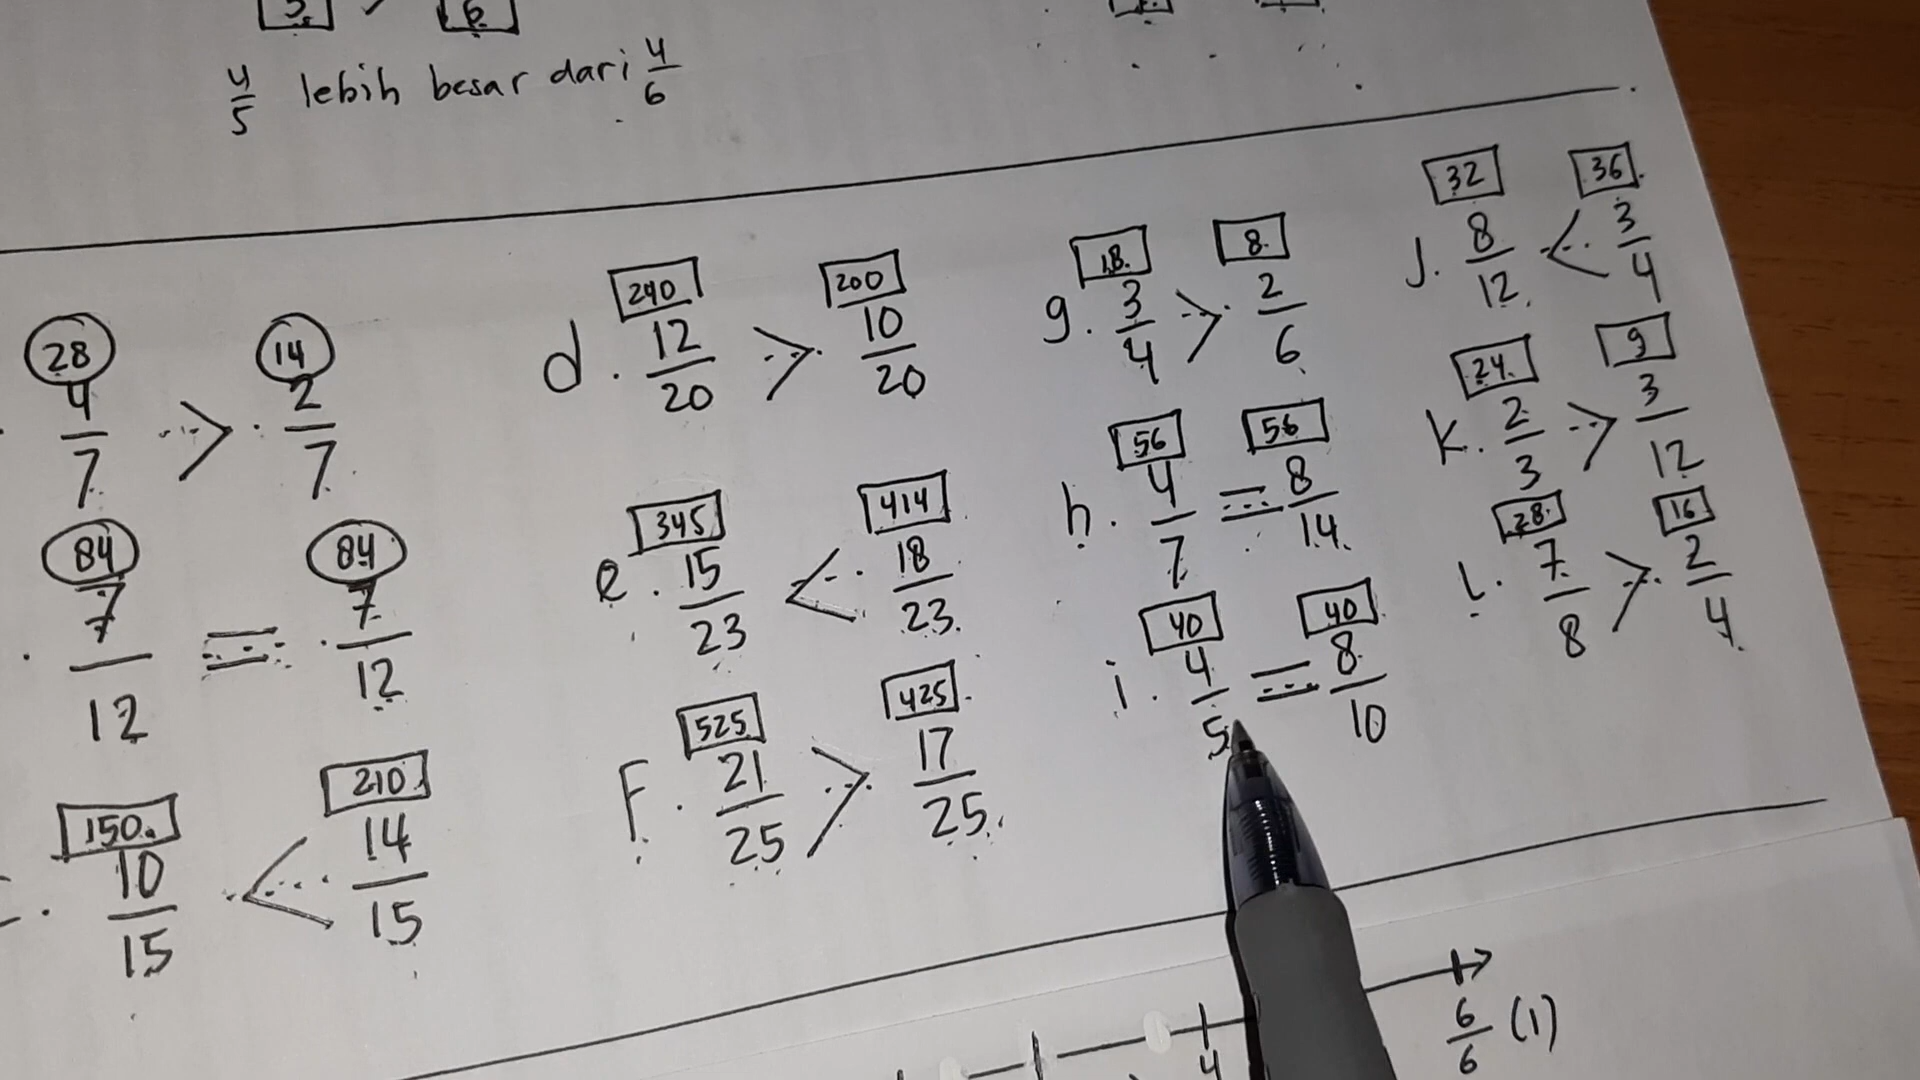 4/5 lebih besar dari 4/6
28 14
4/7 > 2/7
84 84
7/12 = 7/12
150 210
10/15 < 14/15
240 200
d. 12/20 > 10/20
345 414
e. 15/23 < 18/23
525 425
F. 21/25 > 17/25
18 8
g. 3/4 > 2/6
56 56
h. 4/7 = 8/14
40 40
i. 4/5 = 8/10
32 36
J. 8/12 < 3/4
24 9
K. 2/3 > 3/12
28 16
l. 7/8 > 2/4
6/6 (1)
4